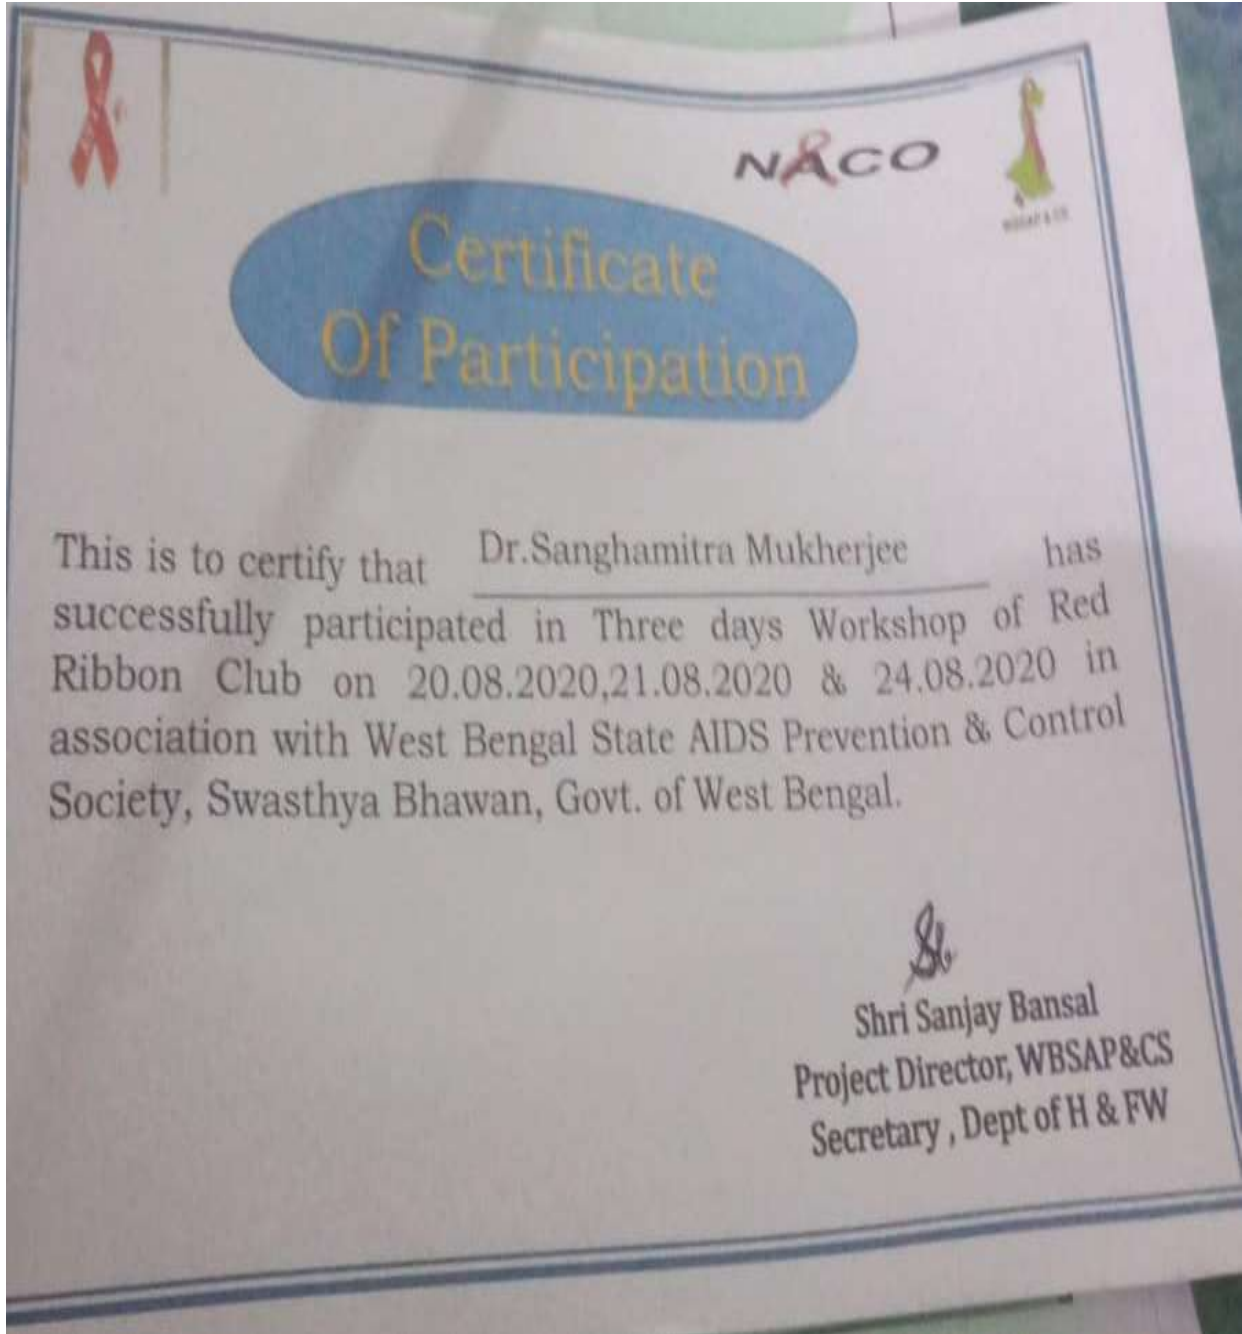 NACO
WBSAP & CS
Certificate
Of Participation
This is to certify that Dr.Sanghamitra Mukherjee has
successfully participated in Three days Workshop of Red
Ribbon Club on 20.08.2020,21.08.2020 & 24.08.2020 in
association with West Bengal State AIDS Prevention & Control
Society, Swasthya Bhawan, Govt. of West Bengal.
Shri Sanjay Bansal
Project Director, WBSAP&CS
Secretary , Dept of H & FW